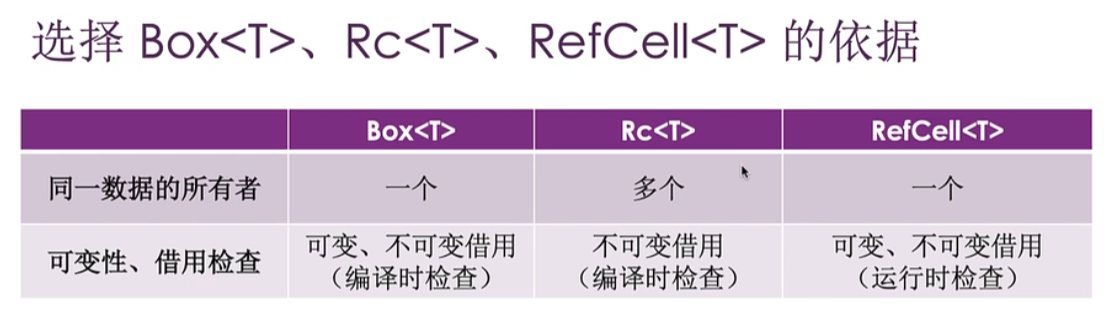 选择 Box<T>、Rc<T>、RefCell<T> 的依据
Box<T> Rc<T> RefCell<T>
同一数据的所有者 一个 多个 一个
可变性、借用检查 可变、不可变借用 不可变借用 可变、不可变借用
（编译时检查） （编译时检查） （运行时检查）